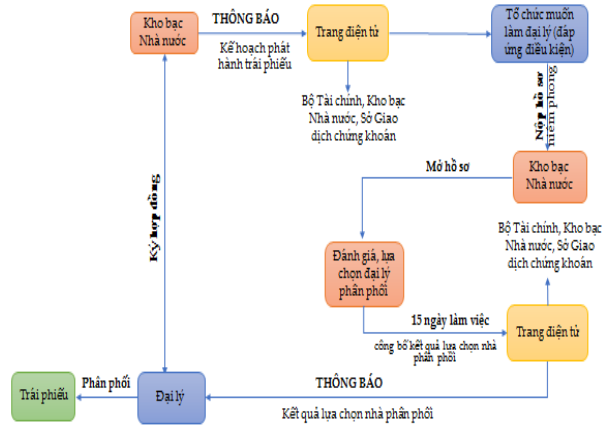 Kho bạc
Nhà nước
THÔNG BÁO
Kế hoạch phát
hành trái phiếu
Trang điện tử
Tổ chức muốn
làm đại lý (đáp
ứng điều kiện)
Bộ Tài chính, Kho bạc
Nhà nước, Sở Giao
dịch chứng khoán
Nộp hồ sơ
niêm phong
Kho bạc
Nhà nước
Mở hồ sơ
Ký hợp đồng
Đánh giá, lựa
chọn đại lý
phân phối
Bộ Tài chính, Kho bạc
Nhà nước, Sở Giao
dịch chứng khoán
15 ngày làm việc
công bố kết quả lựa chọn nhà
phân phối
Trang điện tử
Trái phiếu
Phân phối
Đại lý
THÔNG BÁO
Kết quả lựa chọn nhà phân phối